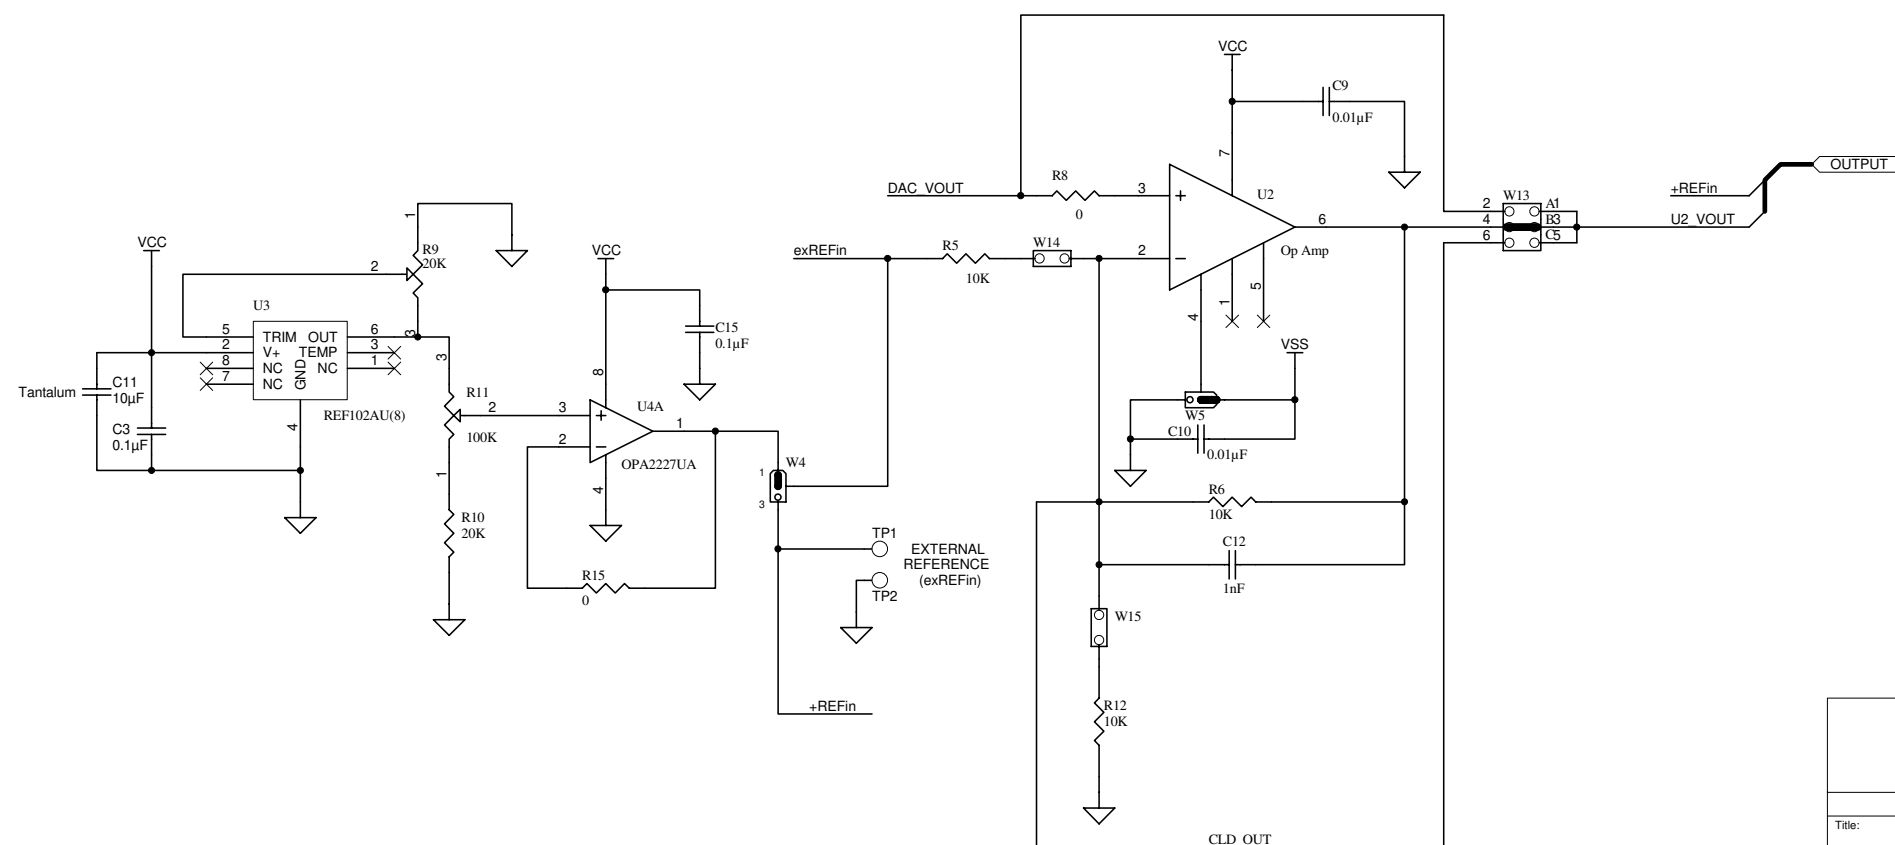 VCC
C9
0.01µF
7
DAC_VOUT
R8
0
3
+
U2
6
Op Amp
2
−
4
1
5
W13
2
4
6
A1
B3
C5
+REFin
U2_VOUT
OUTPUT
exREFin
R5
10K
W14
VSS
W5
C10
0.01µF
R6
10K
C12
1nF
W15
R12
10K
CLD_OUT
VCC
1
R9
20K
2
3
U3
5
2
8
7
TRIM OUT
V+ TEMP
NC NC
NC
GND
6
3
1
4
REF102AU(8)
Tantalum
C11
10µF
C3
0.1µF
3
R11
2
100K
1
R10
20K
VCC
C15
0.1µF
8
3
+
U4A
1
2
−
OPA2227UA
4
R15
0
W4
1
3
TP1
EXTERNAL
REFERENCE
(exREFin)
TP2
+REFin
Title: